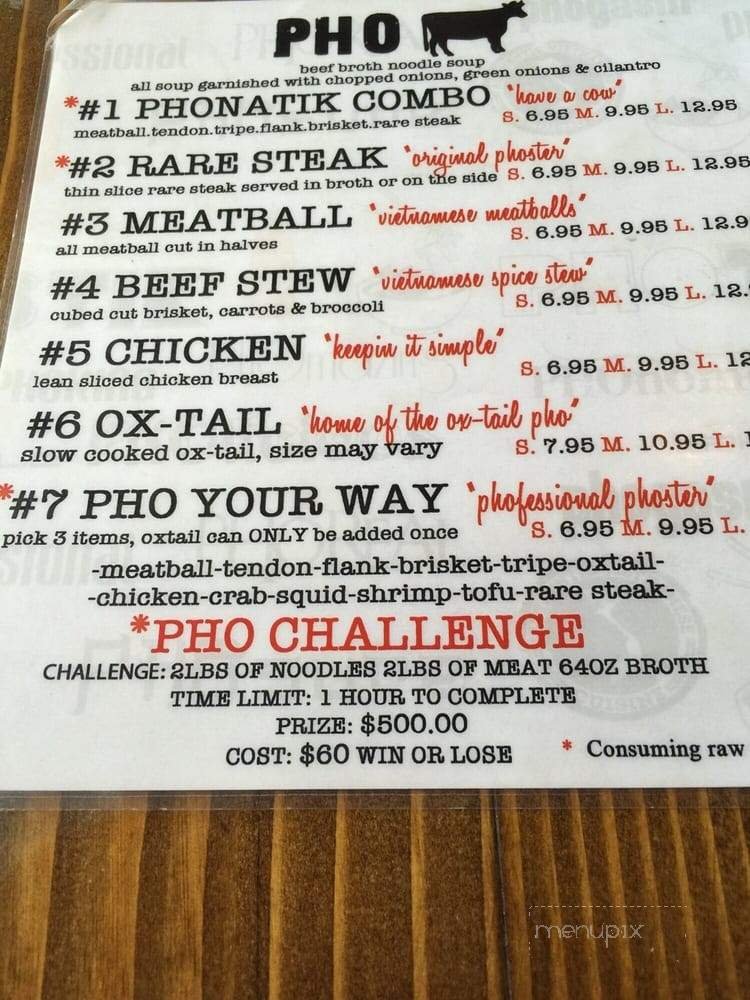 PHO
beef broth noodle soup
all soup garnished with chopped onions, green onions & cilantro
*#1 PHONATIK COMBO "have a cow"
meatball.tendon.tripe.flank.brisket.rare steak S. 6.95 M. 9.95 L. 12.95
*#2 RARE STEAK "original phoster"
thin slice rare steak served in broth or on the side S. 6.95 M. 9.95 L. 12.95
#3 MEATBALL "vietnamese meatballs"
all meatball cut in halves S. 6.95 M. 9.95 L. 12.9
#4 BEEF STEW "vietnamese spice stew"
cubed cut brisket, carrots & broccoli S. 6.95 M. 9.95 L. 12.
#5 CHICKEN "keepin it simple"
lean sliced chicken breast S. 6.95 M. 9.95 L. 12
#6 OX-TAIL "home of the ox-tail pho"
slow cooked ox-tail, size may vary S. 7.95 M. 10.95 L. 1
*#7 PHO YOUR WAY "phofessional phoster"
pick 3 items, oxtail can ONLY be added once S. 6.95 M. 9.95 L.
-meatball-tendon-flank-brisket-tripe-oxtail-
-chicken-crab-squid-shrimp-tofu-rare steak-
*PHO CHALLENGE
CHALLENGE: 2LBS OF NOODLES 2LBS OF MEAT 64OZ BROTH
TIME LIMIT: 1 HOUR TO COMPLETE
PRIZE: $500.00
COST: $60 WIN OR LOSE
* Consuming raw
menupix